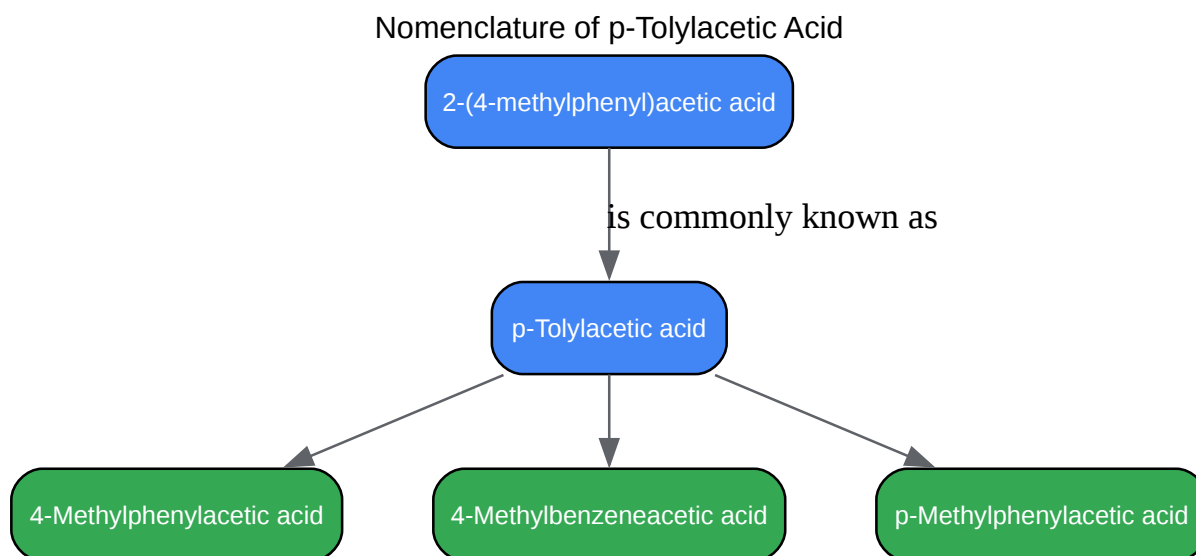 Nomenclature of p-Tolylacetic Acid
2-(4-methylphenyl)acetic acid
is commonly known as
p-Tolylacetic acid
4-Methylphenylacetic acid
4-Methylbenzeneacetic acid
p-Methylphenylacetic acid